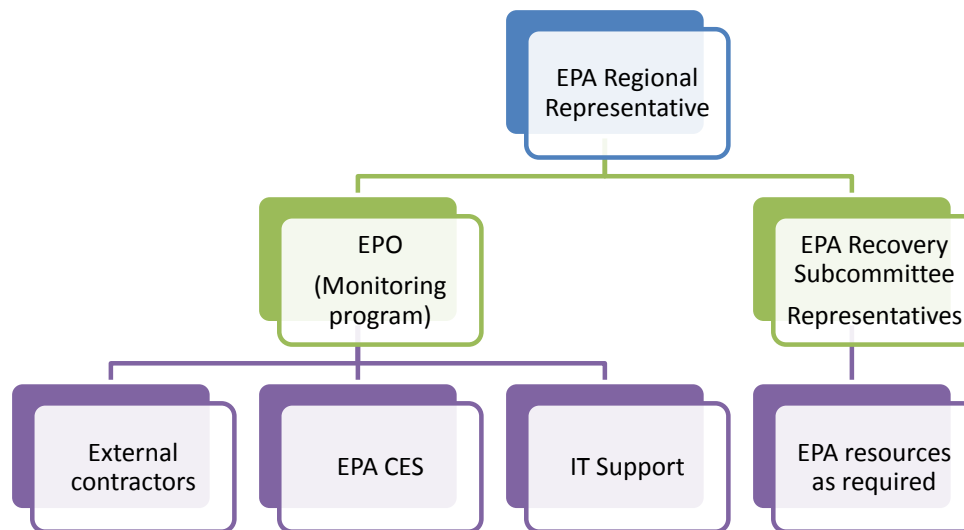 EPA Regional
Representative
EPO
(Monitoring
program)
EPA Recovery
Subcommittee
Representatives
External
contractors
EPA CES
IT Support
EPA resources
as required